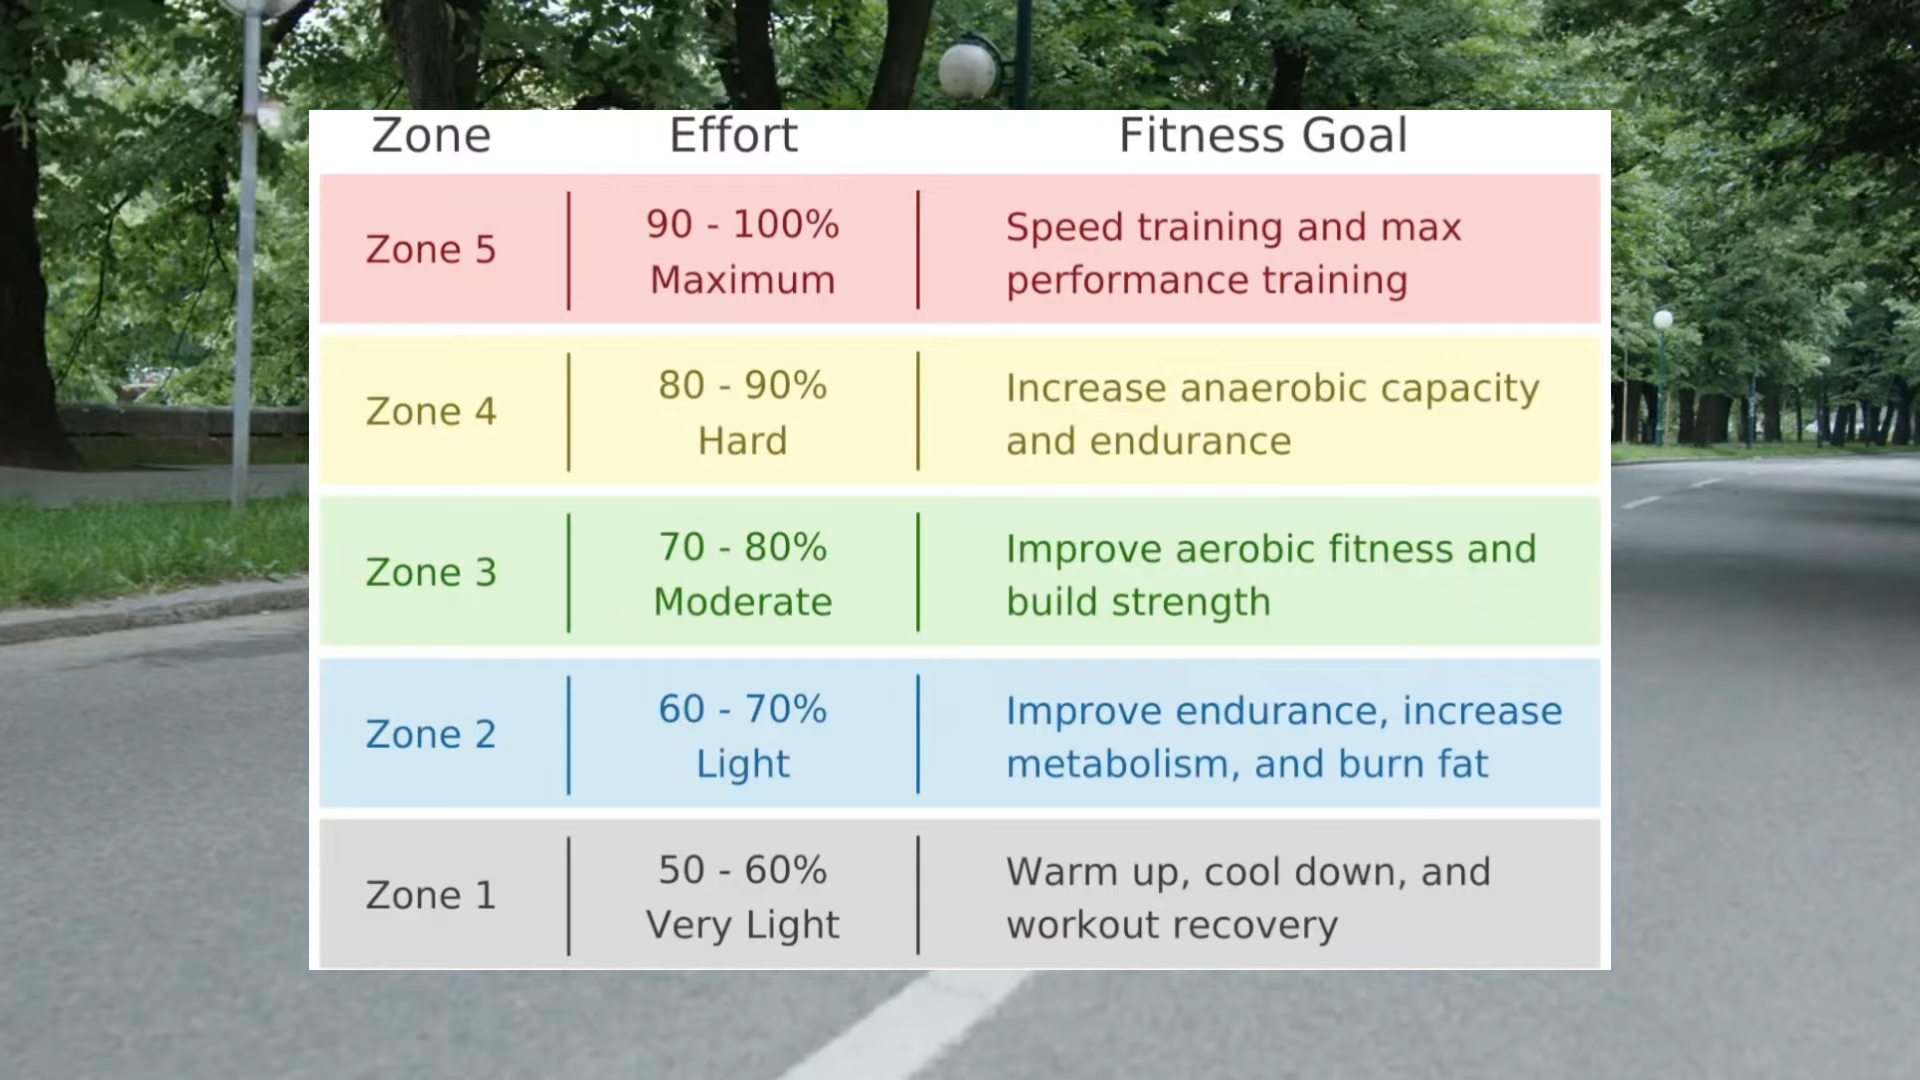 Zone Effort Fitness Goal
Zone 5
90 - 100%
Maximum
Speed training and max
performance training
Zone 4
80 - 90%
Hard
Increase anaerobic capacity
and endurance
Zone 3
70 - 80%
Moderate
Improve aerobic fitness and
build strength
Zone 2
60 - 70%
Light
Improve endurance, increase
metabolism, and burn fat
Zone 1
50 - 60%
Very Light
Warm up, cool down, and
workout recovery